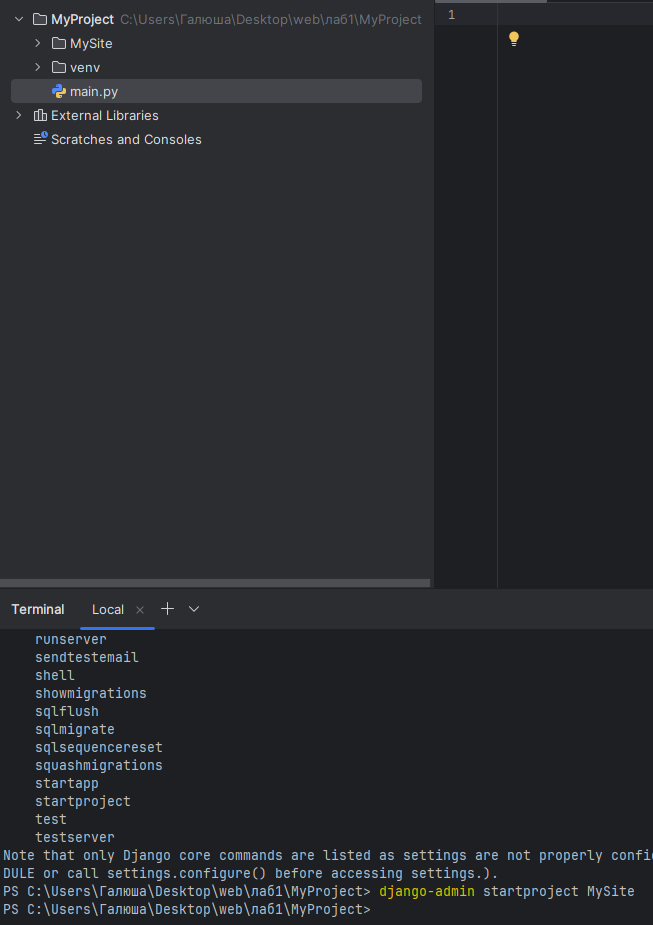 MyProject C:\Users\Галюша\Desktop\web\лаб1\MyProject
MySite
venv
main.py
External Libraries
Scratches and Consoles
1
Terminal Local
runserver
sendtestemail
shell
showmigrations
sqlflush
sqlmigrate
sqlsequencereset
squashmigrations
startapp
startproject
test
testserver
Note that only Django core commands are listed as settings are not properly confi
DULE or call settings.configure() before accessing settings.).
PS C:\Users\Галюша\Desktop\web\лаб1\MyProject> django-admin startproject MySite
PS C:\Users\Галюша\Desktop\web\лаб1\MyProject>